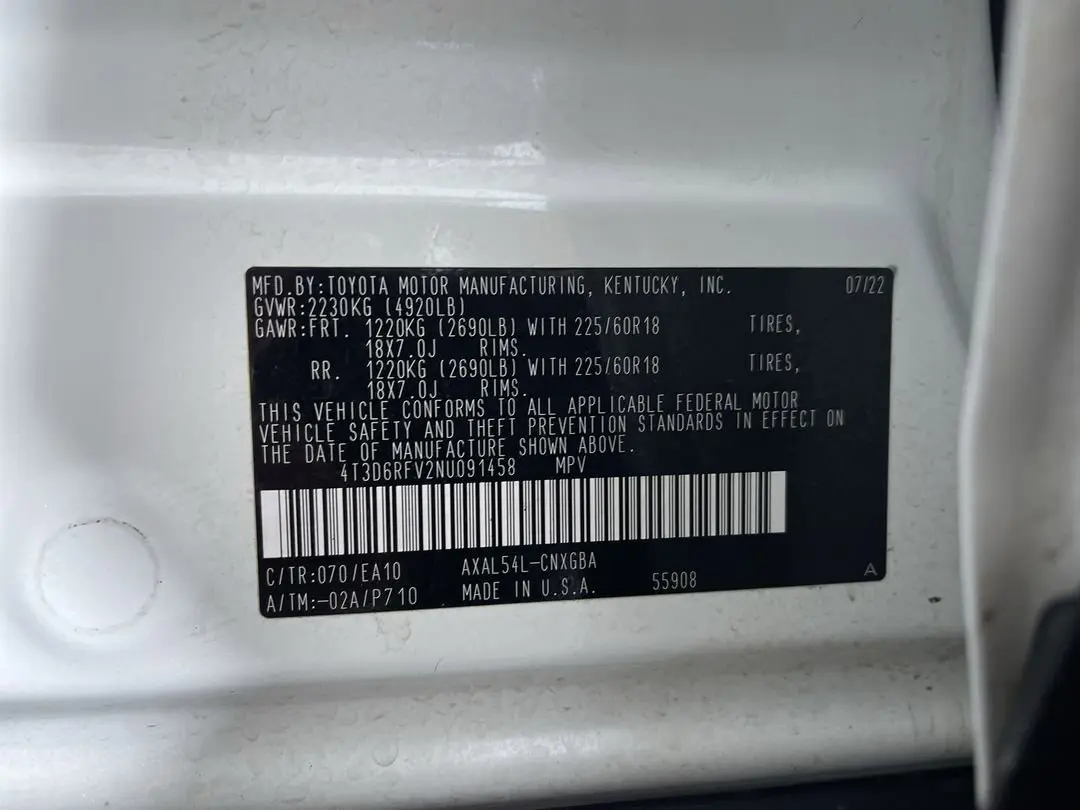 MFD.BY:TOYOTA MOTOR MANUFACTURING, KENTUCKY, INC. 07/22
GVWR:2230KG (4920LB)
GAWR:FRT. 1220KG (2690LB) WITH 225/60R18 TIRES,
18X7.0J RIMS.
RR. 1220KG (2690LB) WITH 225/60R18 TIRES,
18X7.0J RIMS.
THIS VEHICLE CONFORMS TO ALL APPLICABLE FEDERAL MOTOR
VEHICLE SAFETY AND THEFT PREVENTION STANDARDS IN EFFECT ON
THE DATE OF MANUFACTURE SHOWN ABOVE.
4T3D6RFV2NU091458 MPV
C/TR:070/EA10 AXAL54L-CNXGBA
A/TM:-02A/P710 MADE IN U.S.A. 55908 A